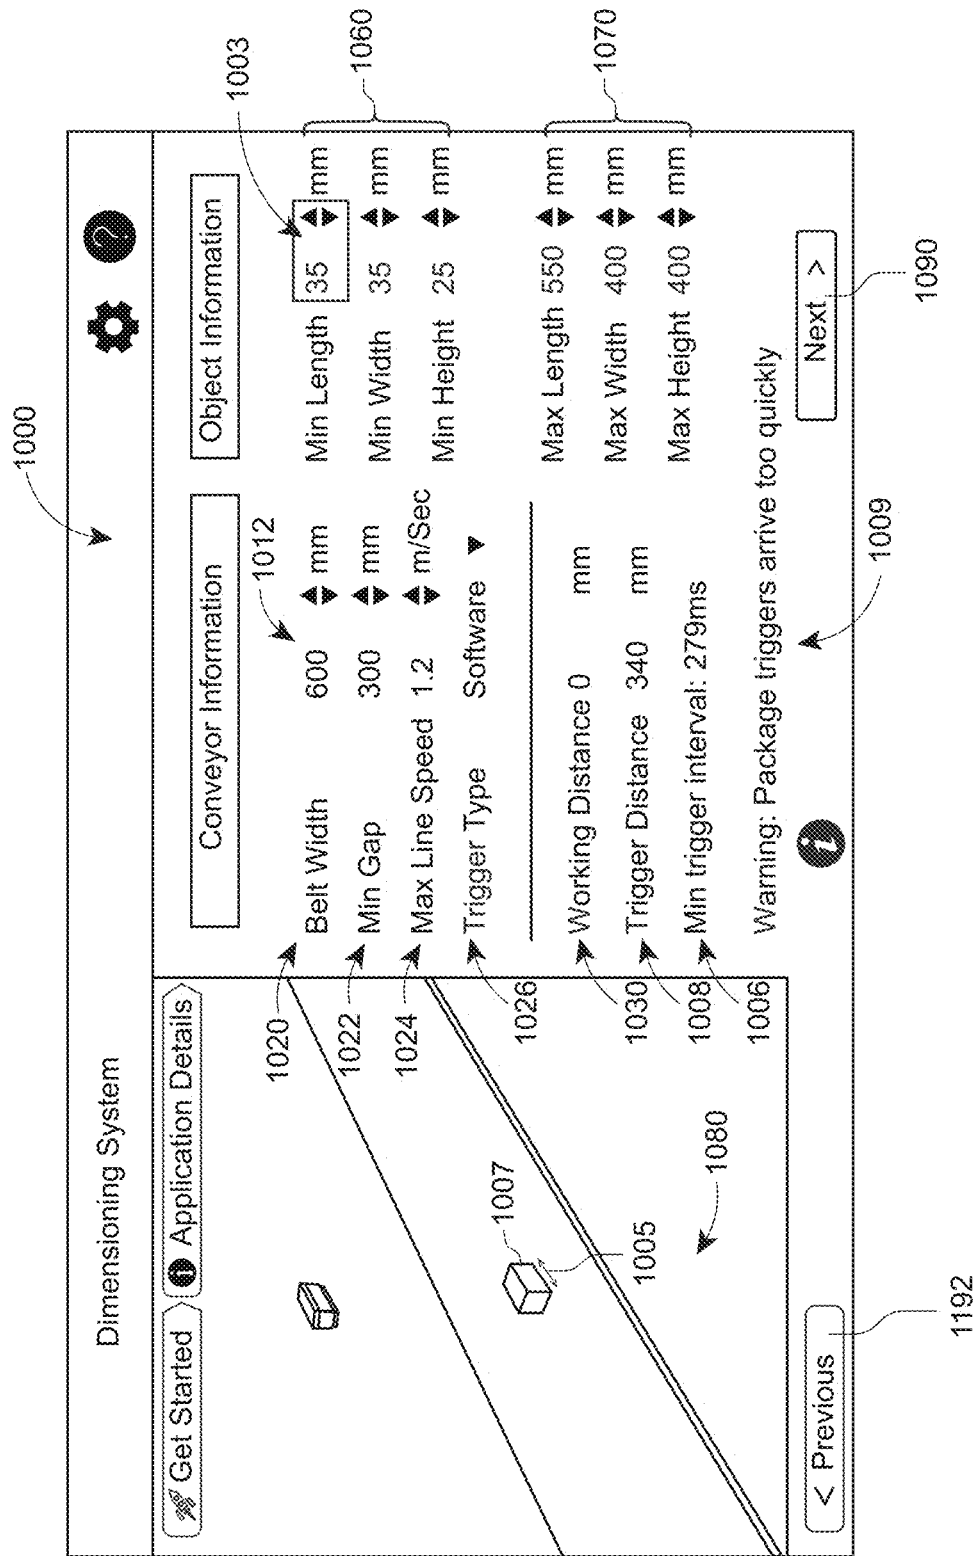 1000
Dimensioning System
Get Started
Application Details
Conveyor Information
Object Information
1003
1012
1020
Belt Width 600 mm
Min Length 35 mm
1060
1022
Min Gap 300 mm
Min Width 35 mm
1024
Max Line Speed 1.2 m/Sec
Min Height 25 mm
1026
Trigger Type Software
1007
1005
1080
1030
Working Distance 0 mm
Max Length 550 mm
1070
1008
Trigger Distance 340 mm
Max Width 400 mm
1006
Min trigger interval: 279ms
Max Height 400 mm
Warning: Package triggers arrive too quickly
< Previous
i
Next >
1192
1009
1090